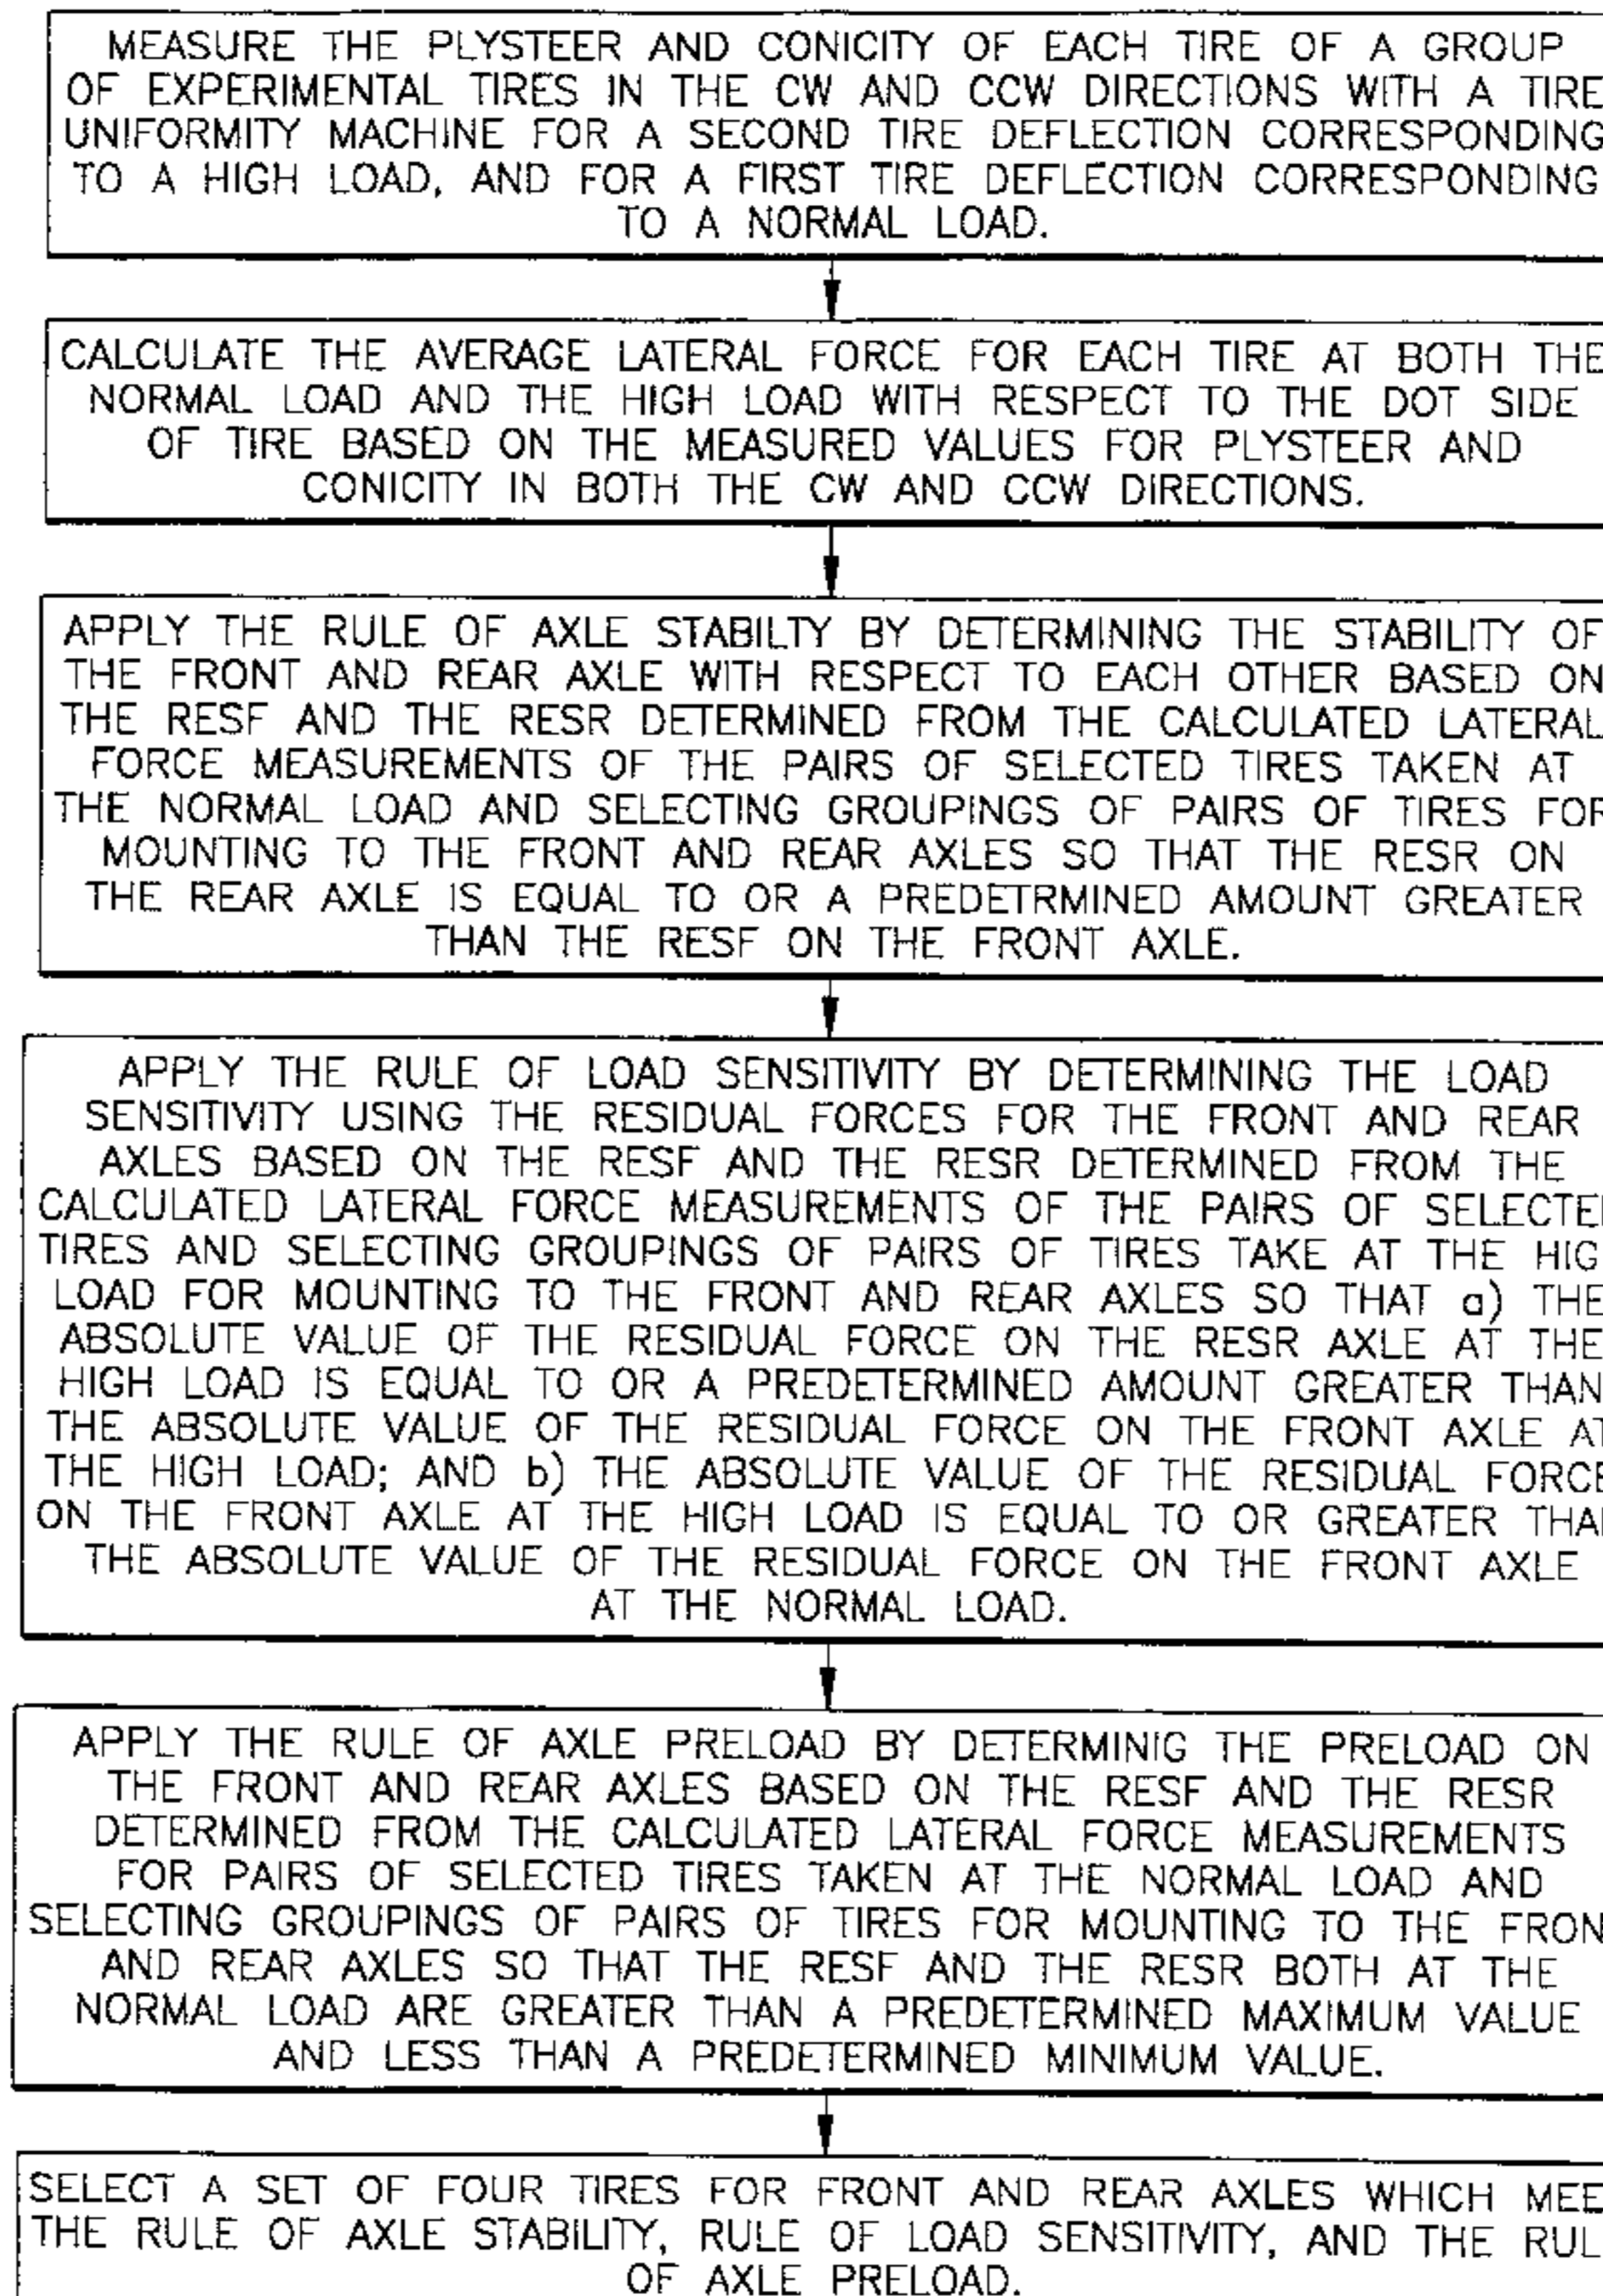 MEASURE THE PLYSTEER AND CONICITY OF EACH TIRE OF A GROUP
OF EXPERIMENTAL TIRES IN THE CW AND CCW DIRECTIONS WITH A TIRE
UNIFORMITY MACHINE FOR A SECOND TIRE DEFLECTION CORRESPONDING
TO A HIGH LOAD, AND FOR A FIRST TIRE DEFLECTION CORRESPONDING
TO A NORMAL LOAD.
CALCULATE THE AVERAGE LATERAL FORCE FOR EACH TIRE AT BOTH THE
NORMAL LOAD AND THE HIGH LOAD WITH RESPECT TO THE DOT SIDE
OF TIRE BASED ON THE MEASURED VALUES FOR PLYSTEER AND
CONICITY IN BOTH THE CW AND CCW DIRECTIONS.
APPLY THE RULE OF AXLE STABILTY BY DETERMINING THE STABILITY OF
THE FRONT AND REAR AXLE WITH RESPECT TO EACH OTHER BASED ON
THE RESF AND THE RESR DETERMINED FROM THE CALCULATED LATERAL
FORCE MEASUREMENTS OF THE PAIRS OF SELECTED TIRES TAKEN AT
THE NORMAL LOAD AND SELECTING GROUPINGS OF PAIRS OF TIRES FOR
MOUNTING TO THE FRONT AND REAR AXLES SO THAT THE RESR ON
THE REAR AXLE IS EQUAL TO OR A PREDETRMINED AMOUNT GREATER
THAN THE RESF ON THE FRONT AXLE.
APPLY THE RULE OF LOAD SENSITIVITY BY DETERMINING THE LOAD
SENSITIVITY USING THE RESIDUAL FORCES FOR THE FRONT AND REAR
AXLES BASED ON THE RESF AND THE RESR DETERMINED FROM THE
CALCULATED LATERAL FORCE MEASUREMENTS OF THE PAIRS OF SELECTED
TIRES AND SELECTING GROUPINGS OF PAIRS OF TIRES TAKE AT THE HIG
LOAD FOR MOUNTING TO THE FRONT AND REAR AXLES SO THAT a) THE
ABSOLUTE VALUE OF THE RESIDUAL FORCE ON THE RESR AXLE AT THE
HIGH LOAD IS EQUAL TO OR A PREDETERMINED AMOUNT GREATER THAN
THE ABSOLUTE VALUE OF THE RESIDUAL FORCE ON THE FRONT AXLE AT
THE HIGH LOAD; AND b) THE ABSOLUTE VALUE OF THE RESIDUAL FORCE
ON THE FRONT AXLE AT THE HIGH LOAD IS EQUAL TO OR GREATER THAN
THE ABSOLUTE VALUE OF THE RESIDUAL FORCE ON THE FRONT AXLE
AT THE NORMAL LOAD.
APPLY THE RULE OF AXLE PRELOAD BY DETERMINIG THE PRELOAD ON
THE FRONT AND REAR AXLES BASED ON THE RESF AND THE RESR
DETERMINED FROM THE CALCULATED LATERAL FORCE MEASUREMENTS
FOR PAIRS OF SELECTED TIRES TAKEN AT THE NORMAL LOAD AND
SELECTING GROUPINGS OF PAIRS OF TIRES FOR MOUNTING TO THE FRON
AND REAR AXLES SO THAT THE RESF AND THE RESR BOTH AT THE
NORMAL LOAD ARE GREATER THAN A PREDETERMINED MAXIMUM VALUE
AND LESS THAN A PREDETERMINED MINIMUM VALUE.
SELECT A SET OF FOUR TIRES FOR FRONT AND REAR AXLES WHICH MEE
THE RULE OF AXLE STABILITY, RULE OF LOAD SENSITIVITY, AND THE RUL
OF AXLE PRELOAD.